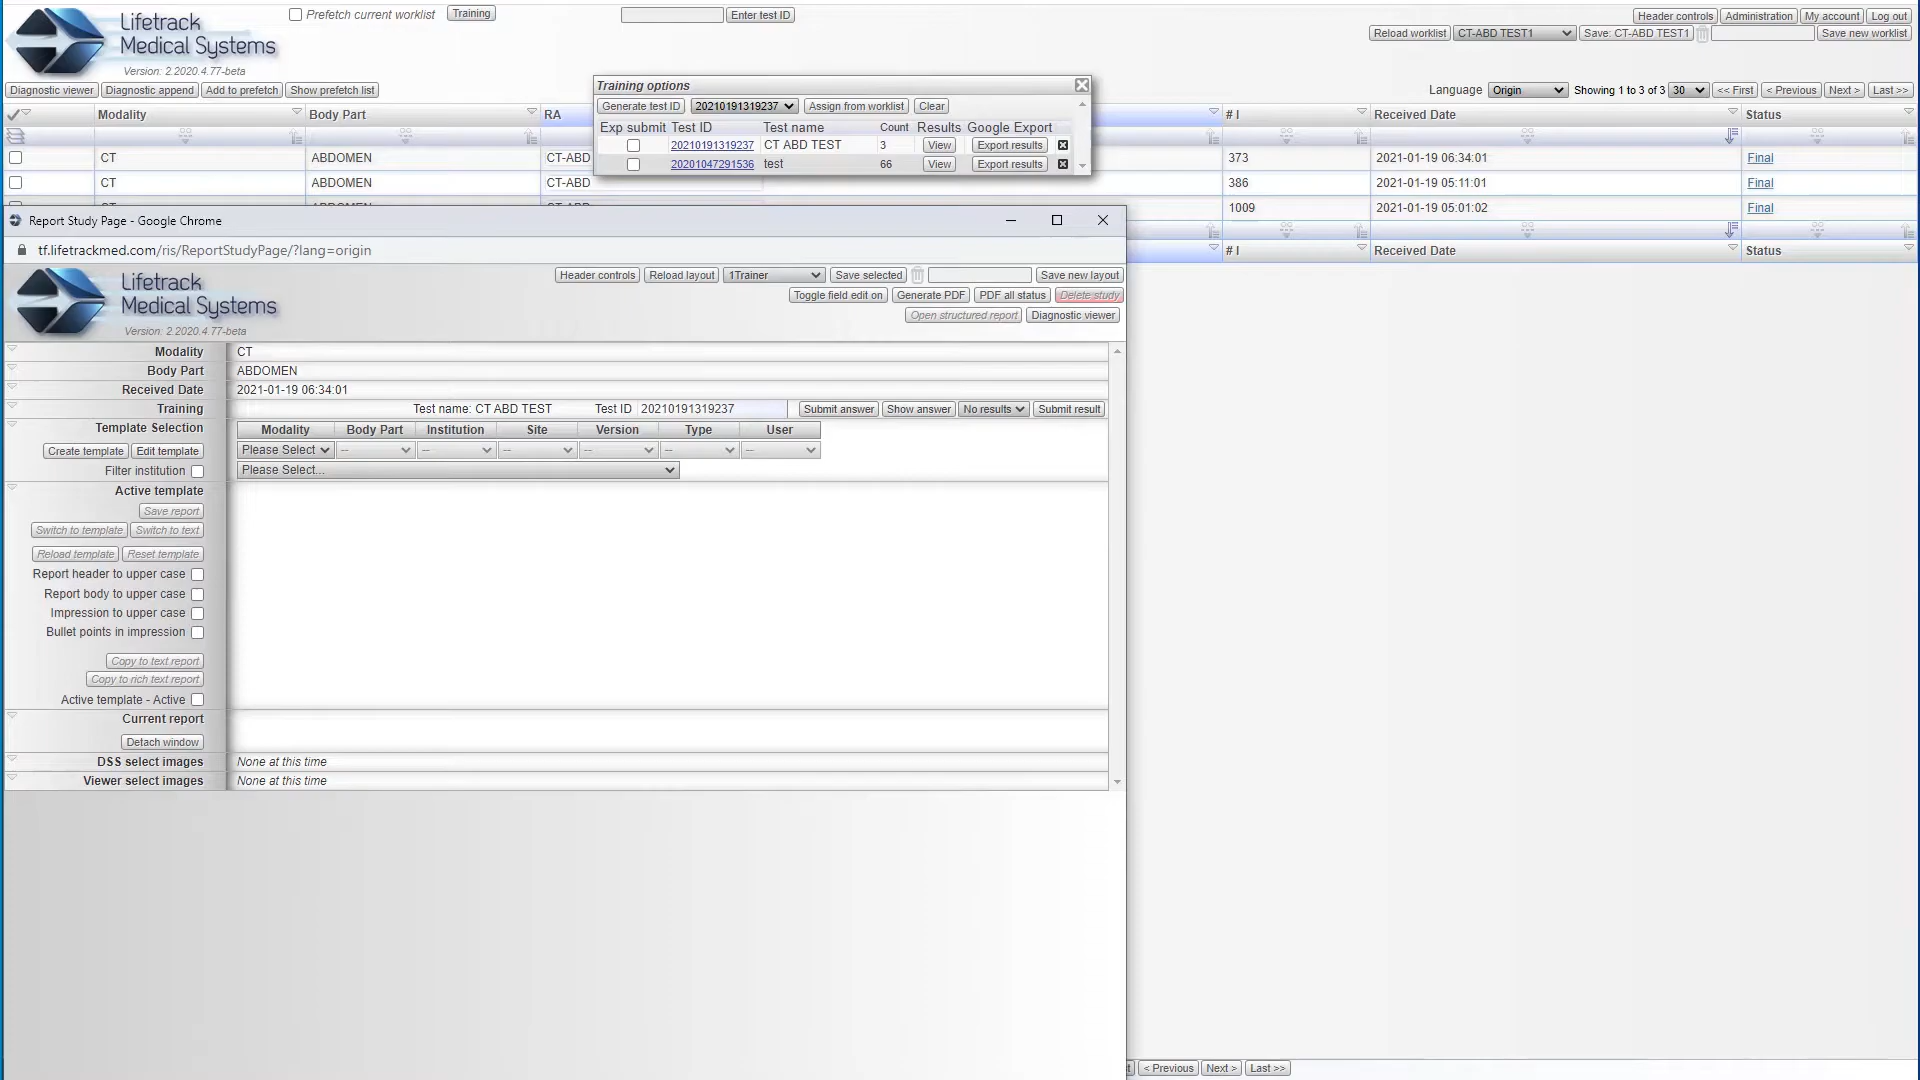 Lifetrack
Medical Systems
Version: 2.2020.4.77-beta
Prefetch current worklist Training Enter test ID
Header controls Administration My account Log out
Reload worklist CT-ABD TEST1 Save: CT-ABD TEST1 Save new worklist
Diagnostic viewer Diagnostic append Add to prefetch Show prefetch list
Language Origin Showing 1 to 3 of 3 30 << First < Previous Next > Last >>
Modality Body Part RA # I Received Date Status
CT ABDOMEN CT-ABD 373 2021-01-19 06:34:01 Final
CT ABDOMEN CT-ABD 386 2021-01-19 05:11:01 Final
1009 2021-01-19 05:01:02 Final
# I Received Date Status
Training options
Generate test ID 20210191319237 Assign from worklist Clear
Exp submit Test ID Test name Count Results Google Export
20210191319237 CT ABD TEST 3 View Export results
20201047291536 test 66 View Export results
Report Study Page - Google Chrome
tf.lifetrackmed.com/ris/ReportStudyPage/?lang=origin
Lifetrack
Medical Systems
Version: 2.2020.4.77-beta
Header controls Reload layout 1Trainer Save selected Save new layout
Toggle field edit on Generate PDF PDF all status Delete study
Open structured report Diagnostic viewer
Modality CT
Body Part ABDOMEN
Received Date 2021-01-19 06:34:01
Training Test name: CT ABD TEST Test ID 20210191319237 Submit answer Show answer No results Submit result
Template Selection Modality Body Part Institution Site Version Type User
Create template Edit template Please Select -- -- -- -- -- --
Filter institution Please Select...
Active template
Save report
Switch to template Switch to text
Reload template Reset template
Report header to upper case
Report body to upper case
Impression to upper case
Bullet points in impression
Copy to text report
Copy to rich text report
Active template - Active
Current report
Detach window
DSS select images None at this time
Viewer select images None at this time
< Previous Next > Last >>